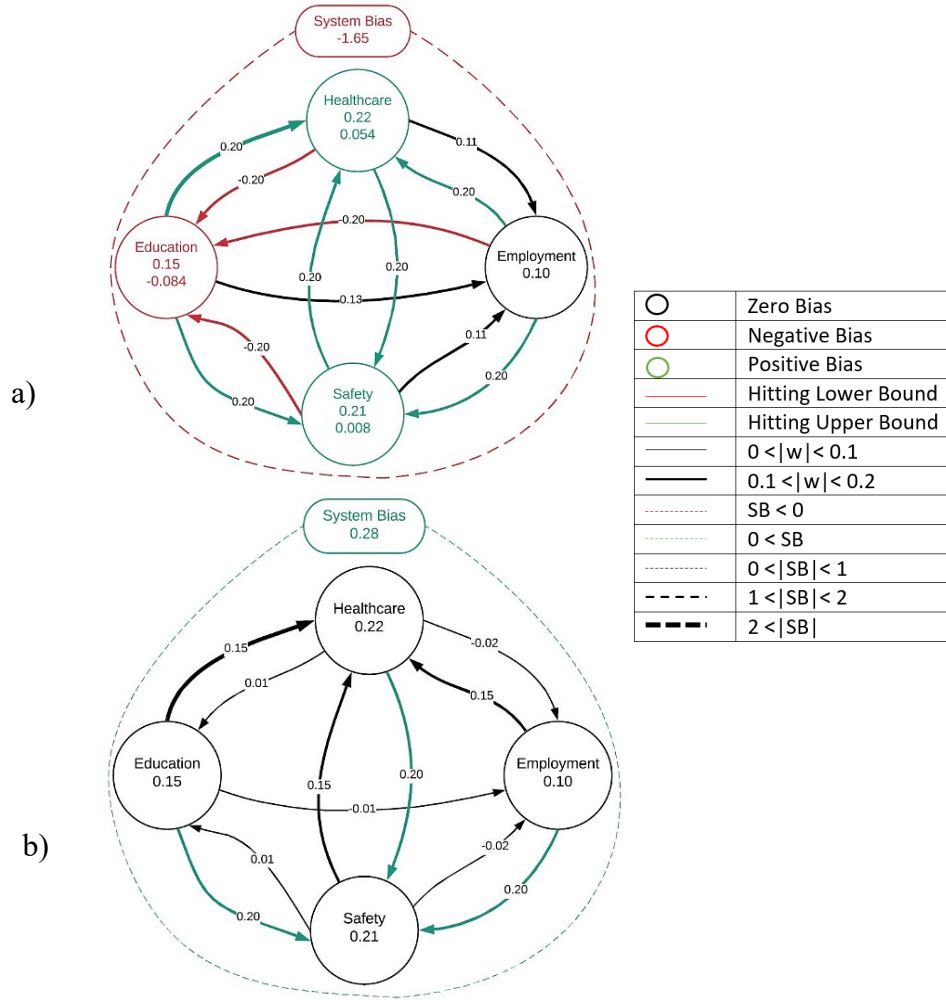 System Bias
-1.65
Healthcare
0.22
0.054
0.11
0.20
-0.20
0.20
-0.20
Education
0.15
-0.084
Employment
0.10
0.20
0.20
0.13
-0.20
0.11
0.20
0.20
Safety
0.21
0.008
a)
System Bias
0.28
Healthcare
0.22
0.15
-0.02
0.01
0.15
Education
0.15
Employment
0.10
0.20
0.15
-0.01
0.01
-0.02
0.20
0.20
Safety
0.21
b)
Zero Bias
Negative Bias
Positive Bias
Hitting Lower Bound
Hitting Upper Bound
0 <|w|< 0.1
0.1 <|w|< 0.2
SB < 0
0 < SB
0 <|SB|< 1
1 <|SB|< 2
2 <|SB|